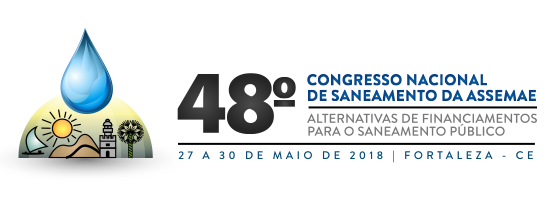 48º
CONGRESSO NACIONAL
DE SANEAMENTO DA ASSEMAE
ALTERNATIVAS DE FINANCIAMENTOS
PARA O SANEAMENTO PÚBLICO
27 A 30 DE MAIO DE 2018 | FORTALEZA - CE